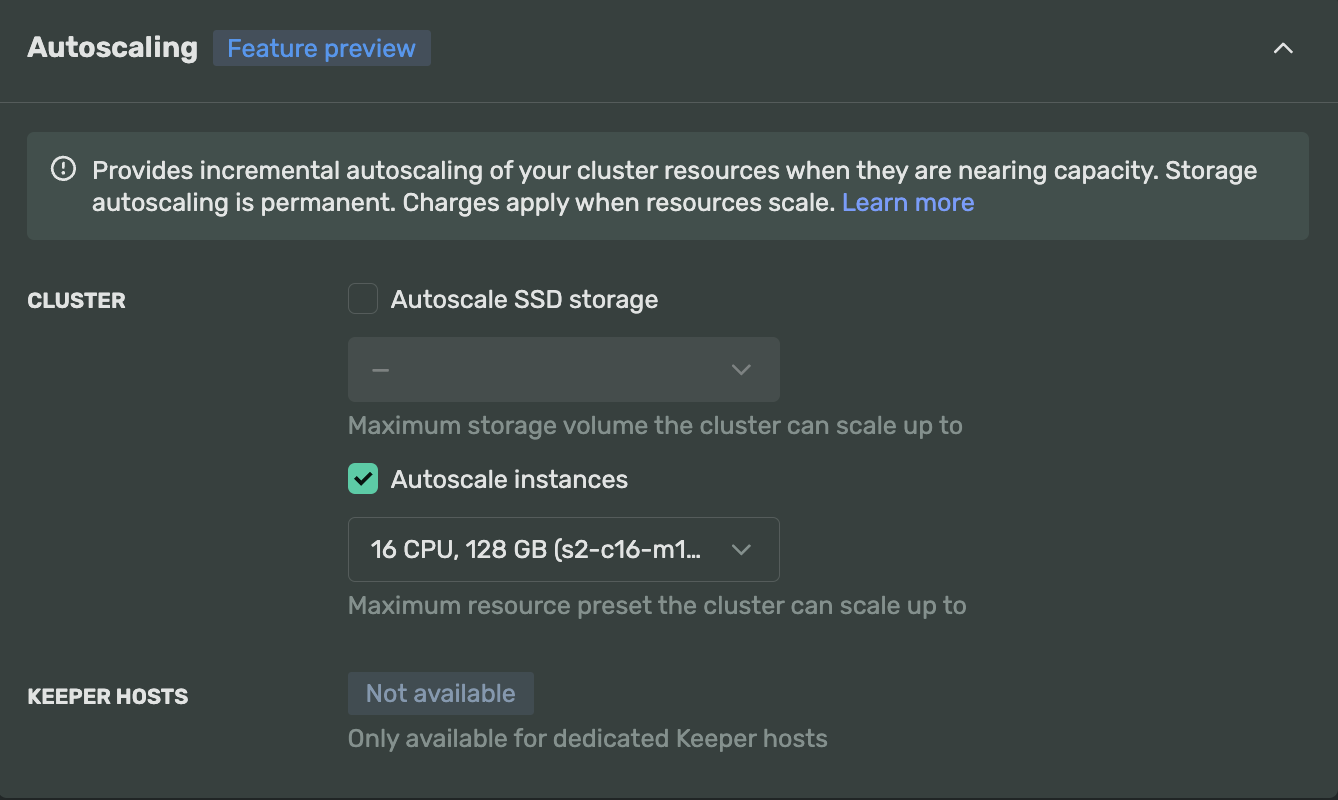 Autoscaling Feature preview
Provides incremental autoscaling of your cluster resources when they are nearing capacity. Storage
autoscaling is permanent. Charges apply when resources scale. Learn more
CLUSTER
Autoscale SSD storage
—
Maximum storage volume the cluster can scale up to
Autoscale instances
16 CPU, 128 GB (s2-c16-m1...
Maximum resource preset the cluster can scale up to
KEEPER HOSTS
Not available
Only available for dedicated Keeper hosts